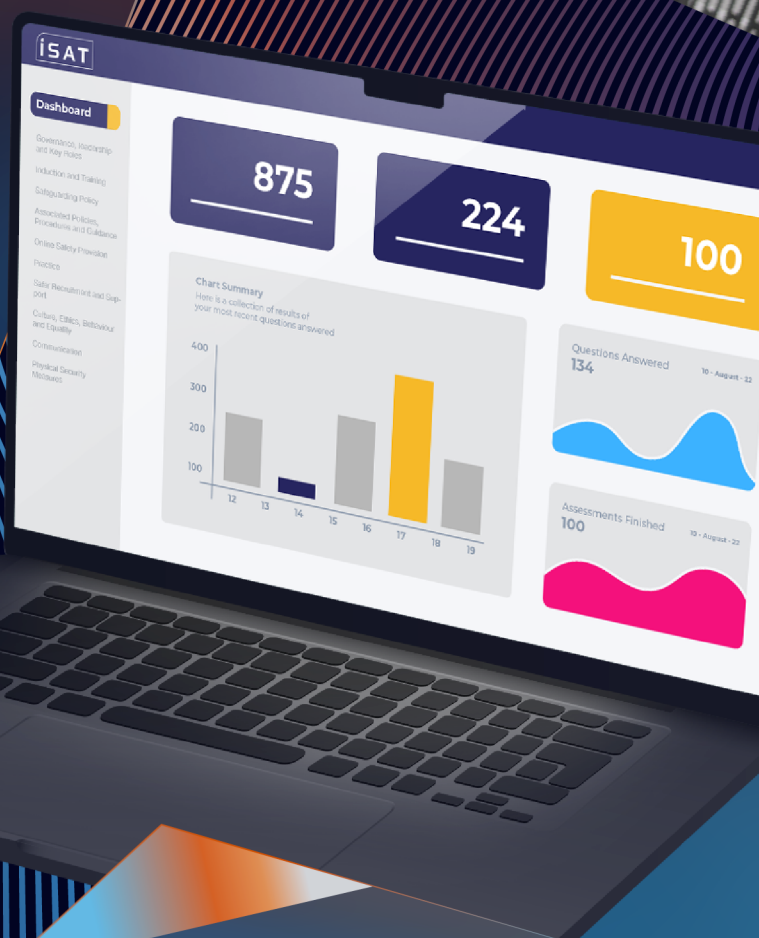 iSAT
Dashboard
Governance, leadership
and Key Roles
Induction and Training
Safeguarding Policy
Associated Policies,
Procedures and Guidance
Online Safety Provision
Practice
Safer Recruitment and Sup-
port
Culture, Ethics, Behaviour
and Equality
Communication
Physical Security
Measures
875
224
100
Chart Summary
Here is a collection of results of
your most recent questions answered
400
300
200
100
12
13
14
15
16
17
18
19
Questions Answered
134
10 - August - 22
Assessments Finished
100
- August - 22